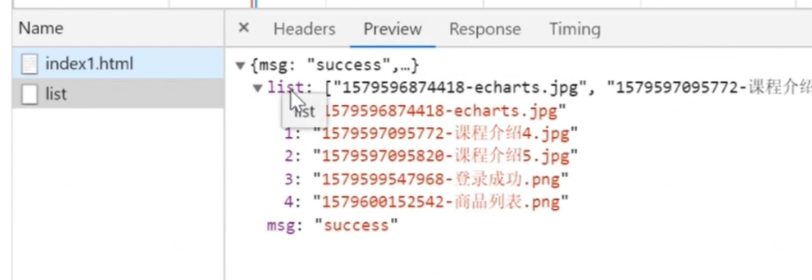 Name
× Headers Preview Response Timing
index1.html
list
▼{msg: "success",…}
▼list: ["1579596874418-echarts.jpg", "1579597095772-课程介绍
list
1579596874418-echarts.jpg"
1: "1579597095772-课程介绍4.jpg"
2: "1579597095820-课程介绍5.jpg"
3: "1579599547968-登录成功.png"
4: "1579600152542-商品列表.png"
msg: "success"